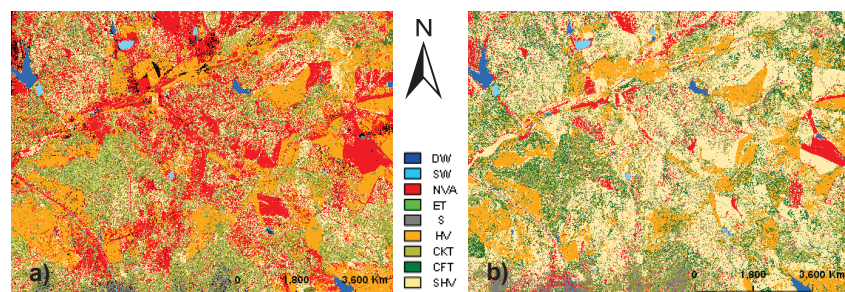 N
DW
SW
NVA
ET
S
HV
CKT
CFT
SHV
a)
0 1,800 3,600 Km
b)
0 1,800 3,600 Km